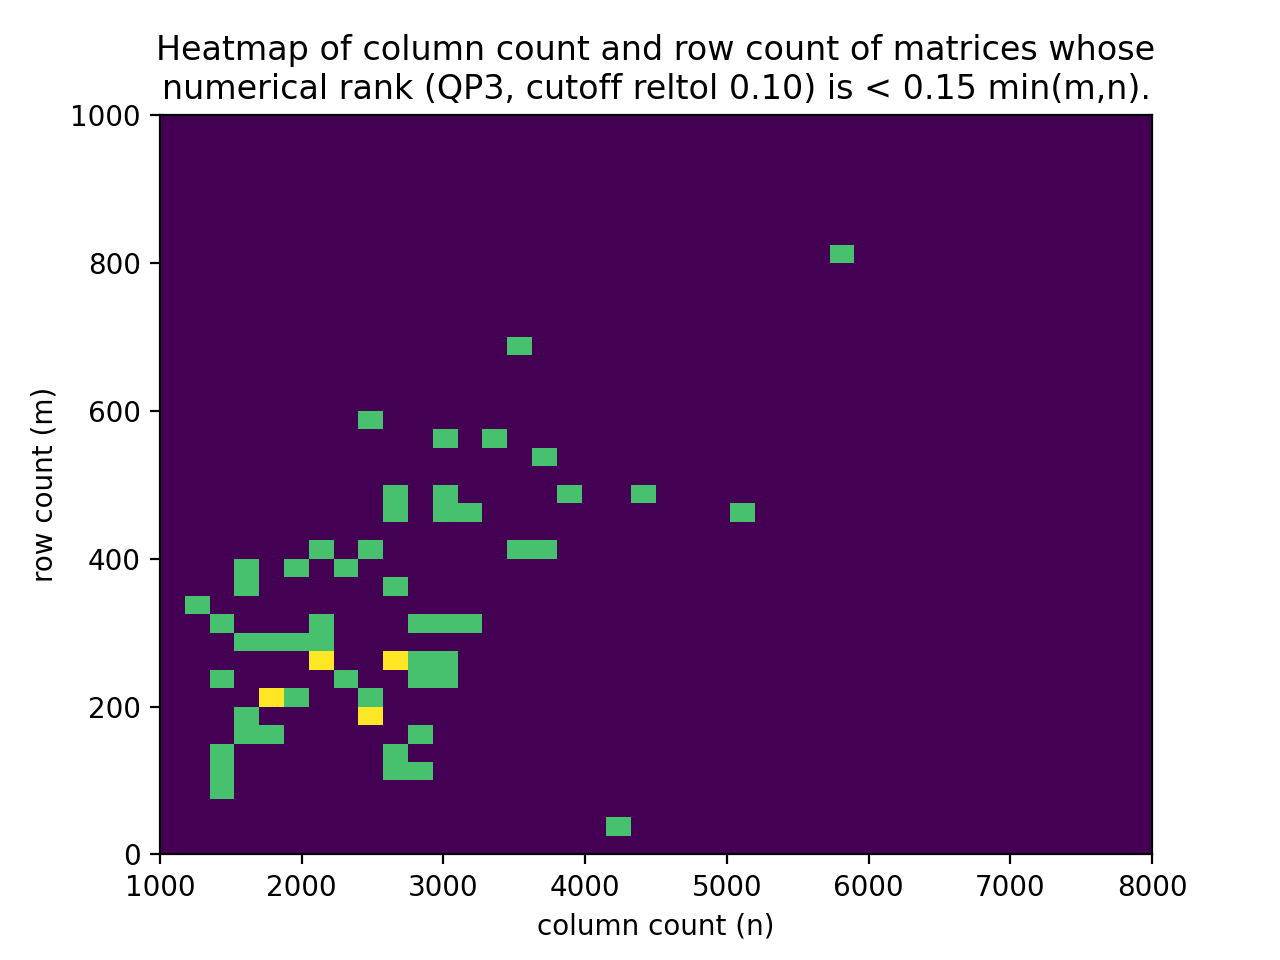 Heatmap of column count and row count of matrices whose
numerical rank (QP3, cutoff reltol 0.10) is < 0.15 min(m,n).
1000
800
600
400
200
0
row count (m)
1000 2000 3000 4000 5000 6000 7000 8000
column count (n)